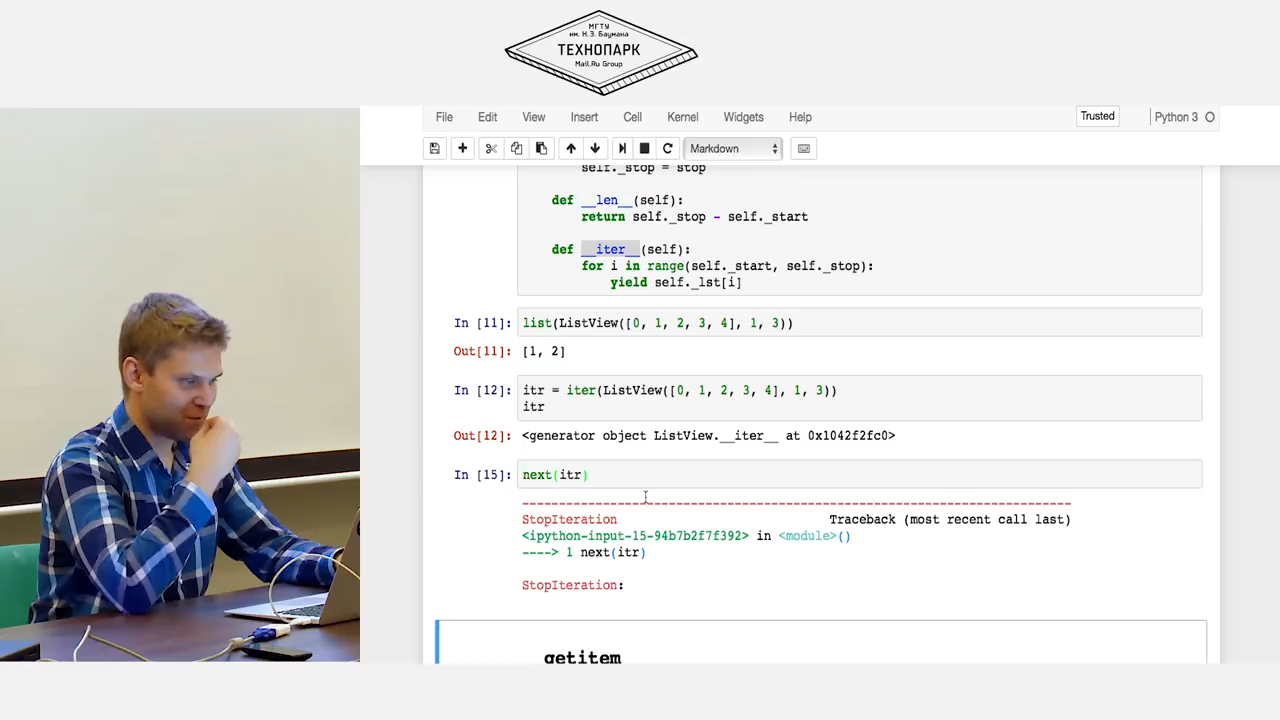 МГТУ
им. Н.Э. Баумана
ТЕХНОПАРК
Mail.Ru Group
File Edit View Insert Cell Kernel Widgets Help Trusted Python 3
Markdown
self._stop = stop
def __len__(self):
return self._stop - self._start
def __iter__(self):
for i in range(self._start, self._stop):
yield self._lst[i]
In [11]: list(ListView([0, 1, 2, 3, 4], 1, 3))
Out[11]: [1, 2]
In [12]: itr = iter(ListView([0, 1, 2, 3, 4], 1, 3))
itr
Out[12]: <generator object ListView.__iter__ at 0x1042f2fc0>
In [15]: next(itr)
---------------------------------------------------------------------------
StopIteration Traceback (most recent call last)
<ipython-input-15-94b7b2f7f392> in <module>()
----> 1 next(itr)
StopIteration:
getitem